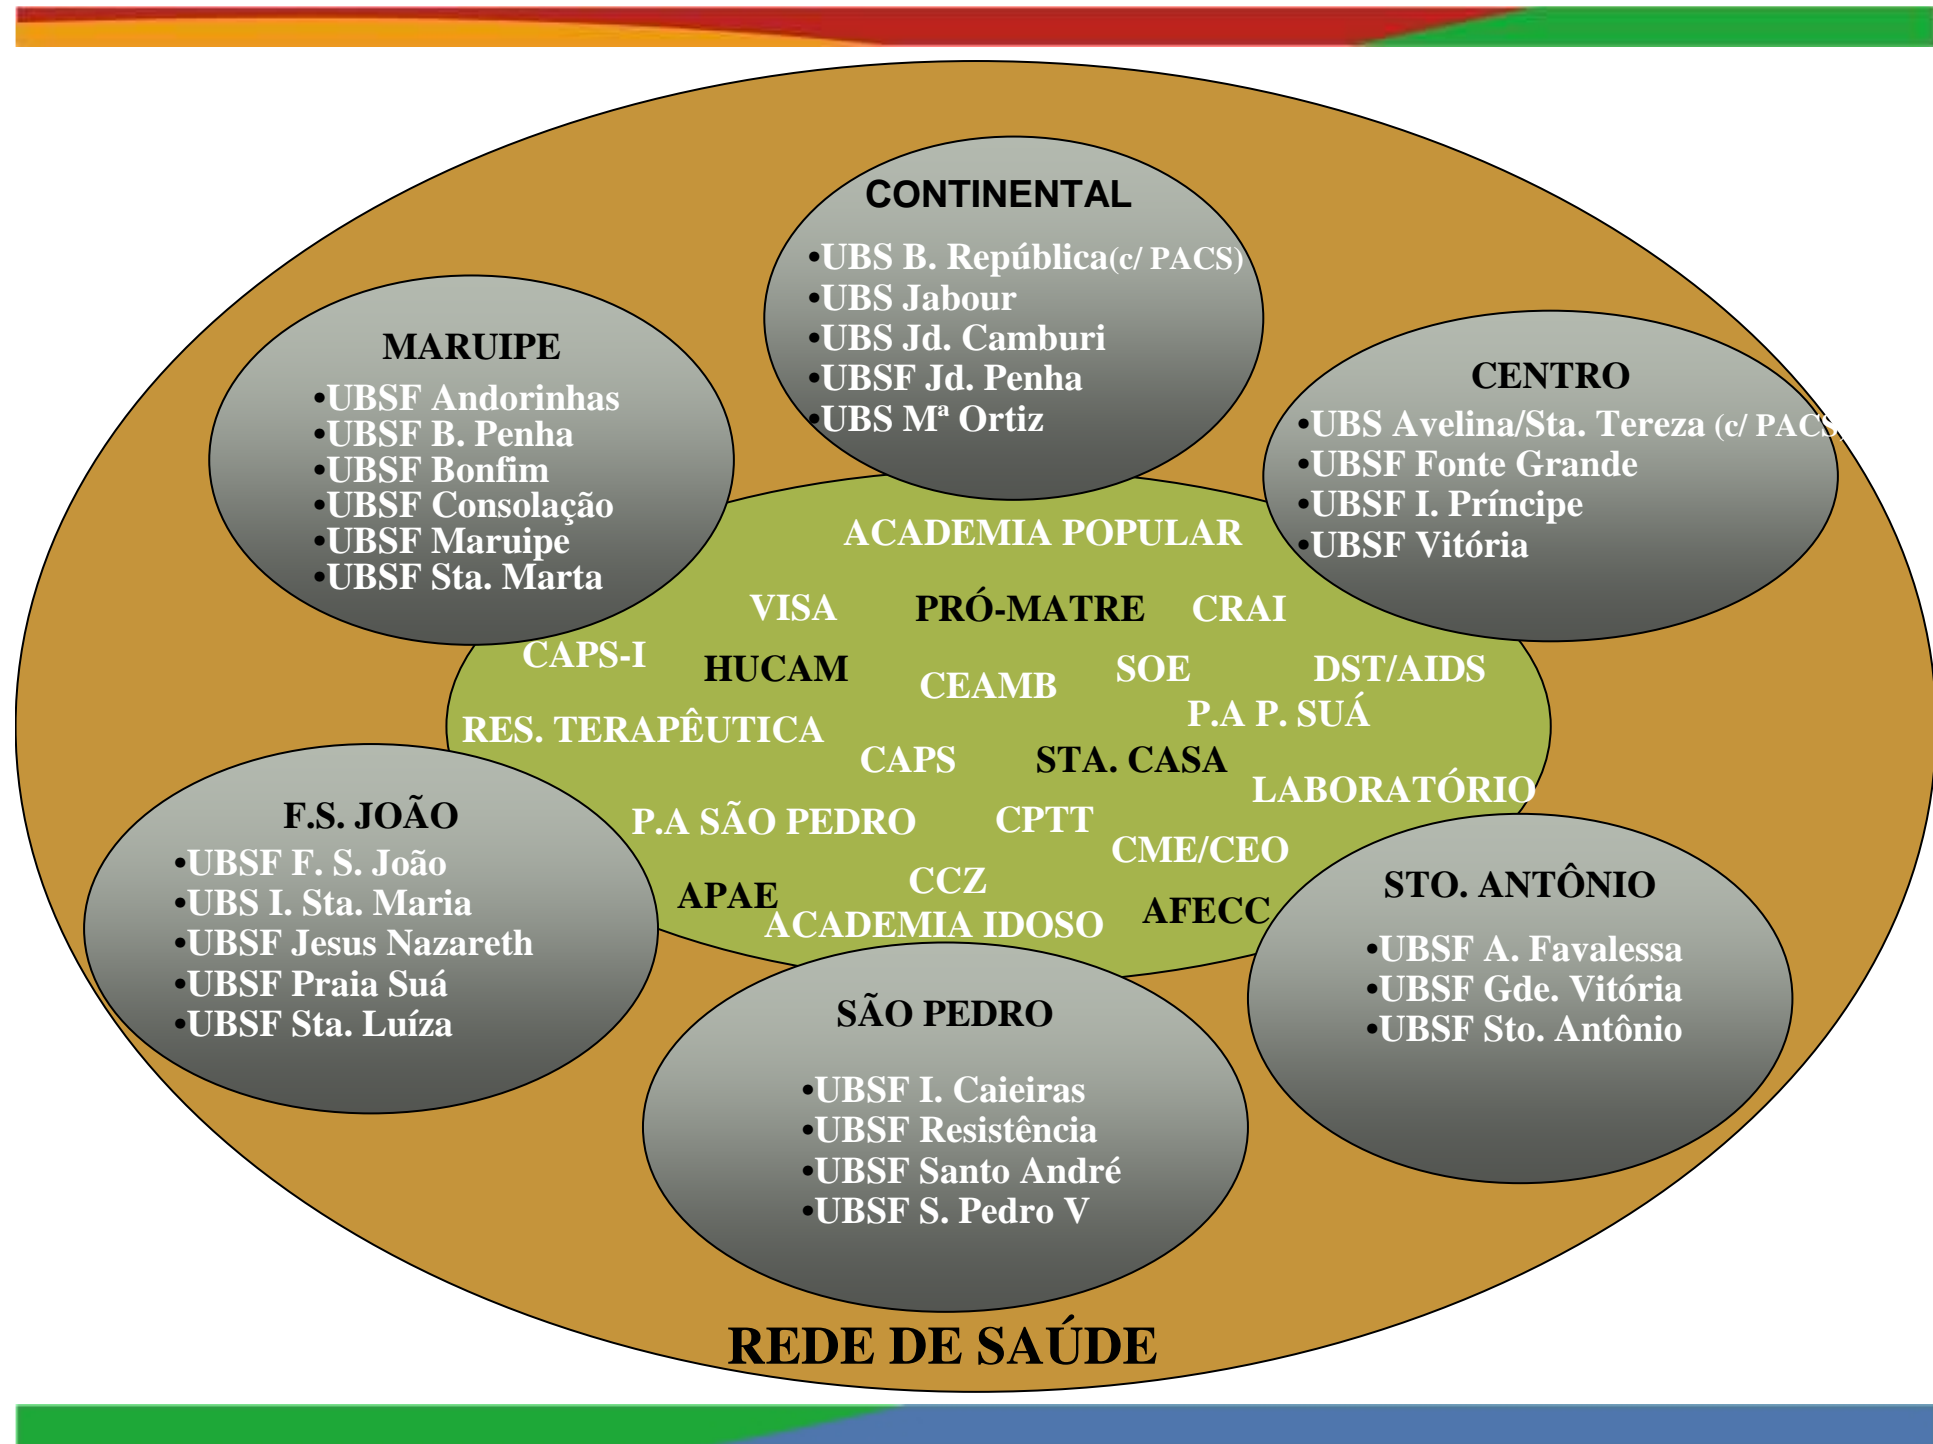 CONTINENTAL
•UBS B. República(c/ PACS)
•UBS Jabour
•UBS Jd. Camburi
•UBSF Jd. Penha
•UBS Mª Ortiz
MARUIPE
•UBSF Andorinhas
•UBSF B. Penha
•UBSF Bonfim
•UBSF Consolação
•UBSF Maruipe
•UBSF Sta. Marta
CENTRO
•UBS Avelina/Sta. Tereza (c/ PACS)
•UBSF Fonte Grande
•UBSF I. Príncipe
•UBSF Vitória
ACADEMIA POPULAR
VISA PRÓ-MATRE CRAI
CAPS-I HUCAM CEAMB SOE DST/AIDS
RES. TERAPÊUTICA P.A P. SUÁ
CAPS STA. CASA LABORATÓRIO
P.A SÃO PEDRO CPTT CME/CEO
APAE CCZ AFECC
ACADEMIA IDOSO
F.S. JOÃO
•UBSF F. S. João
•UBS I. Sta. Maria
•UBSF Jesus Nazareth
•UBSF Praia Suá
•UBSF Sta. Luíza
STO. ANTÔNIO
•UBSF A. Favalessa
•UBSF Gde. Vitória
•UBSF Sto. Antônio
SÃO PEDRO
•UBSF I. Caieiras
•UBSF Resistência
•UBSF Santo André
•UBSF S. Pedro V
REDE DE SAÚDE